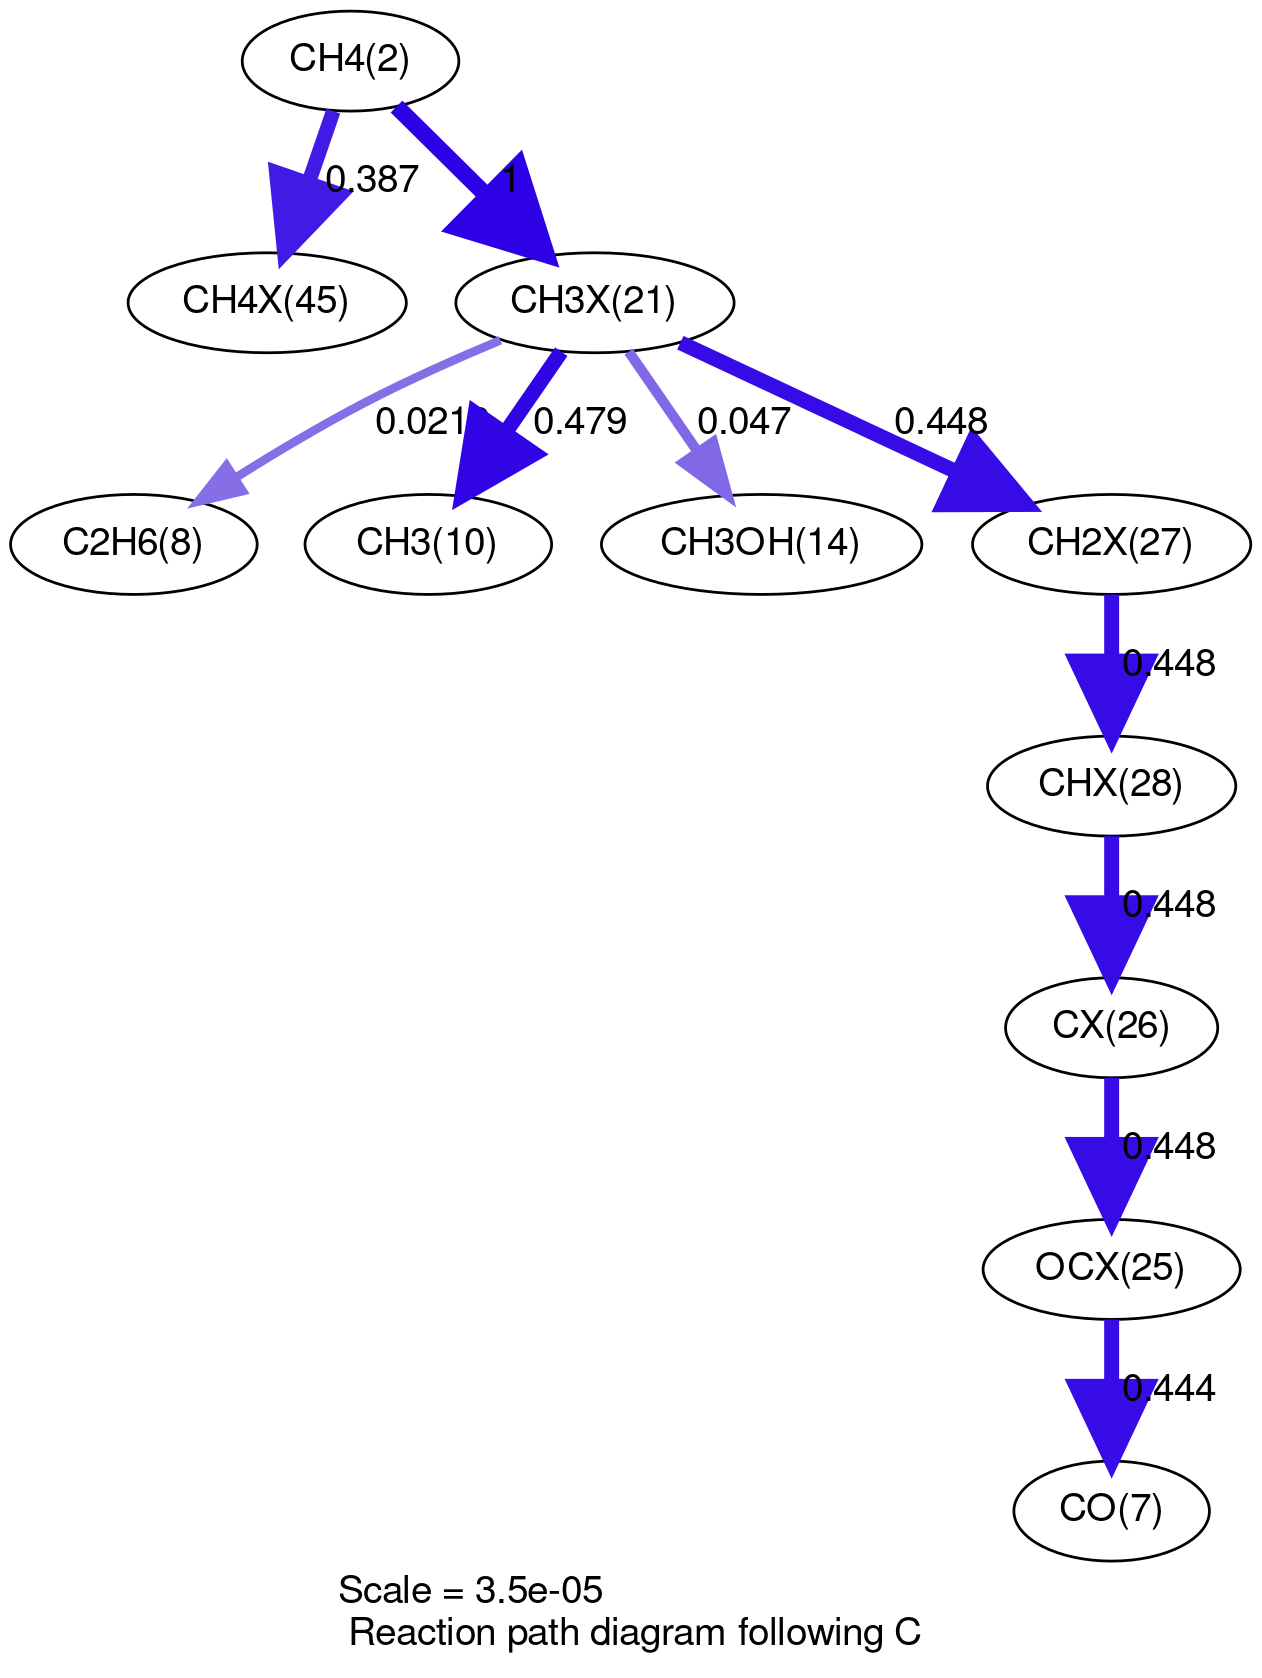 CH4(2)
0.387
1
CH4X(45)
CH3X(21)
0.479
0.047
0.448
C2H6(8)
CH3(10)
CH3OH(14)
CH2X(27)
0.448
CHX(28)
0.448
CX(26)
0.448
OCX(25)
0.444
CO(7)
Scale = 3.5e-05
Reaction path diagram following C